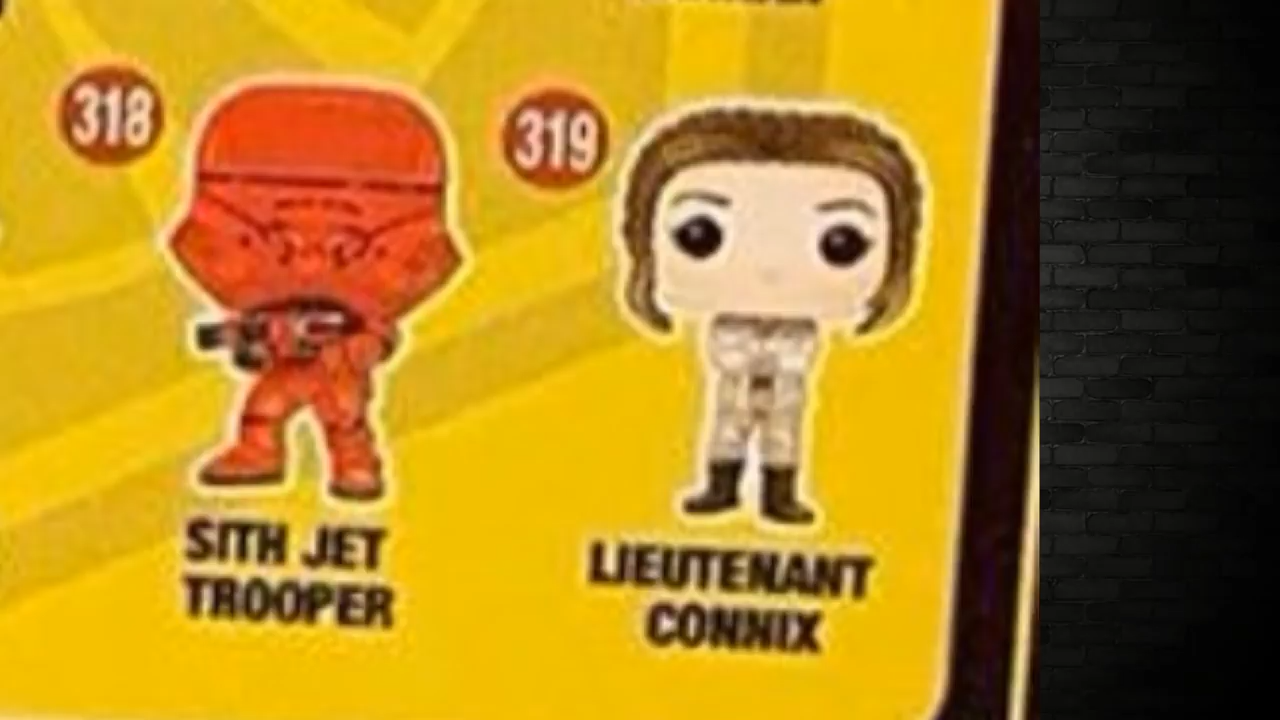 318
SITH JET
TROOPER
319
LIEUTENANT
CONNIX